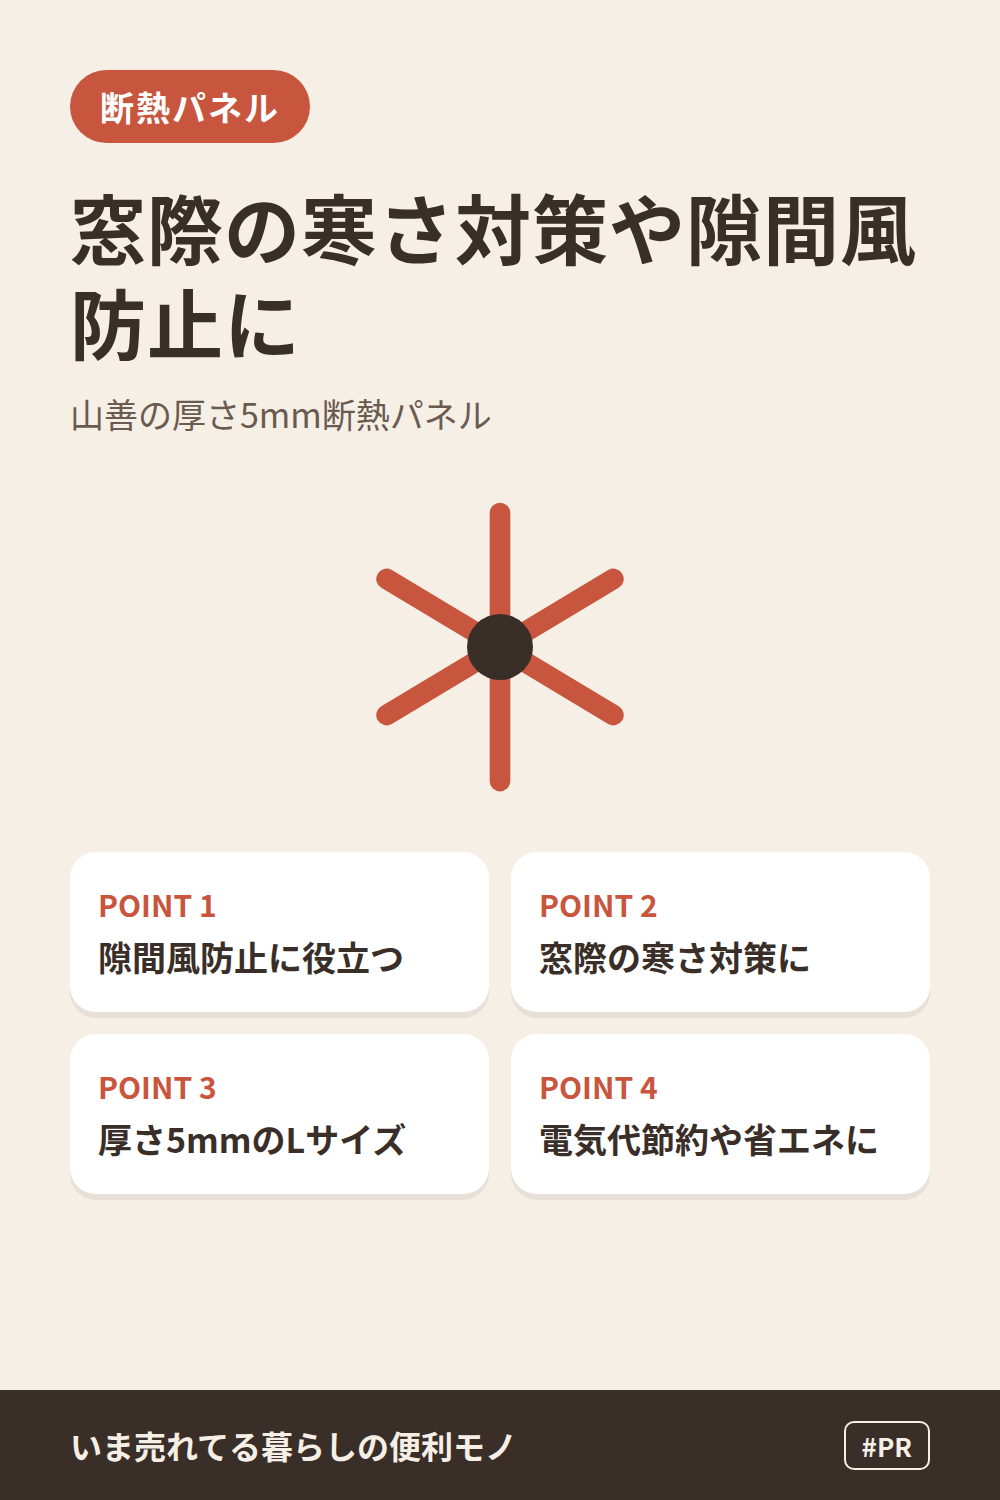 断熱パネル
窓際の寒さ対策や隙間風
防止に
山善の厚さ5mm断熱パネル
POINT 1
隙間風防止に役立つ
POINT 2
窓際の寒さ対策に
POINT 3
厚さ5mmのLサイズ
POINT 4
電気代節約や省エネに
いま売れてる暮らしの便利モノ
#PR